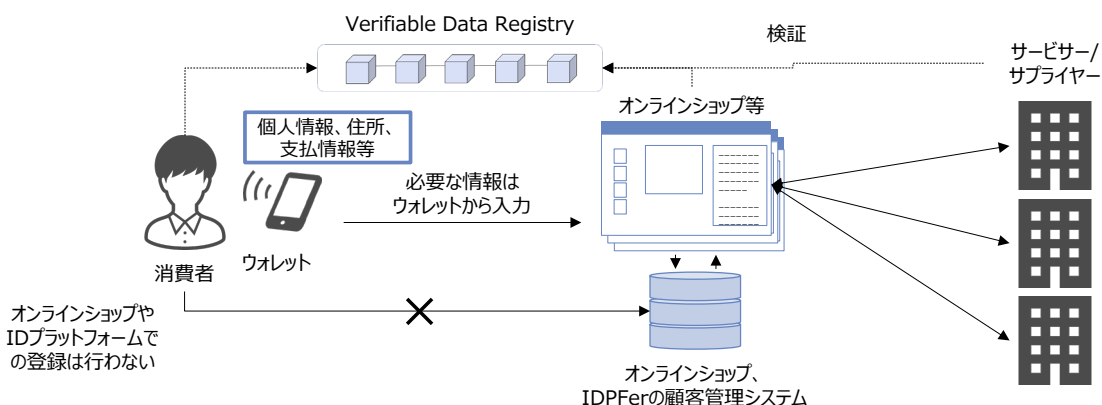 Verifiable Data Registry
検証
サービサー/
サプライヤー
オンラインショップ等
個人情報、住所、
支払情報等
必要な情報は
ウォレットから入力
消費者
ウォレット
オンラインショップや
IDプラットフォームで
の登録は行わない
オンラインショップ、
IDPFerの顧客管理システム